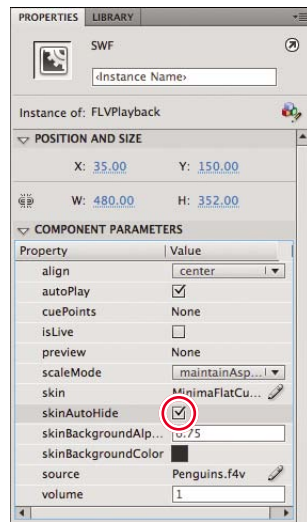 PROPERTIES LIBRARY
SWF
<Instance Name>
Instance of: FLVPlayback
POSITION AND SIZE
X: 35.00 Y: 150.00
W: 480.00 H: 352.00
COMPONENT PARAMETERS
Property Value
align center
autoPlay
cuePoints None
isLive
preview None
scaleMode maintainAsp...
skin MinimaFlatCu...
skinAutoHide
skinBackgroundAlp... 0.75
skinBackgroundColor
source Penguins.f4v
volume 1